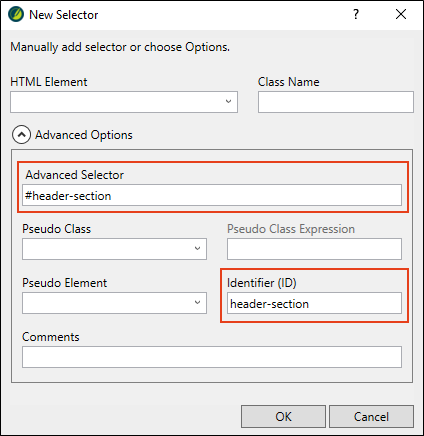 New Selector
Manually add selector or choose Options.
HTML Element Class Name
Advanced Options
Advanced Selector
#header-section
Pseudo Class Pseudo Class Expression
Pseudo Element Identifier (ID)
header-section
Comments
OK Cancel